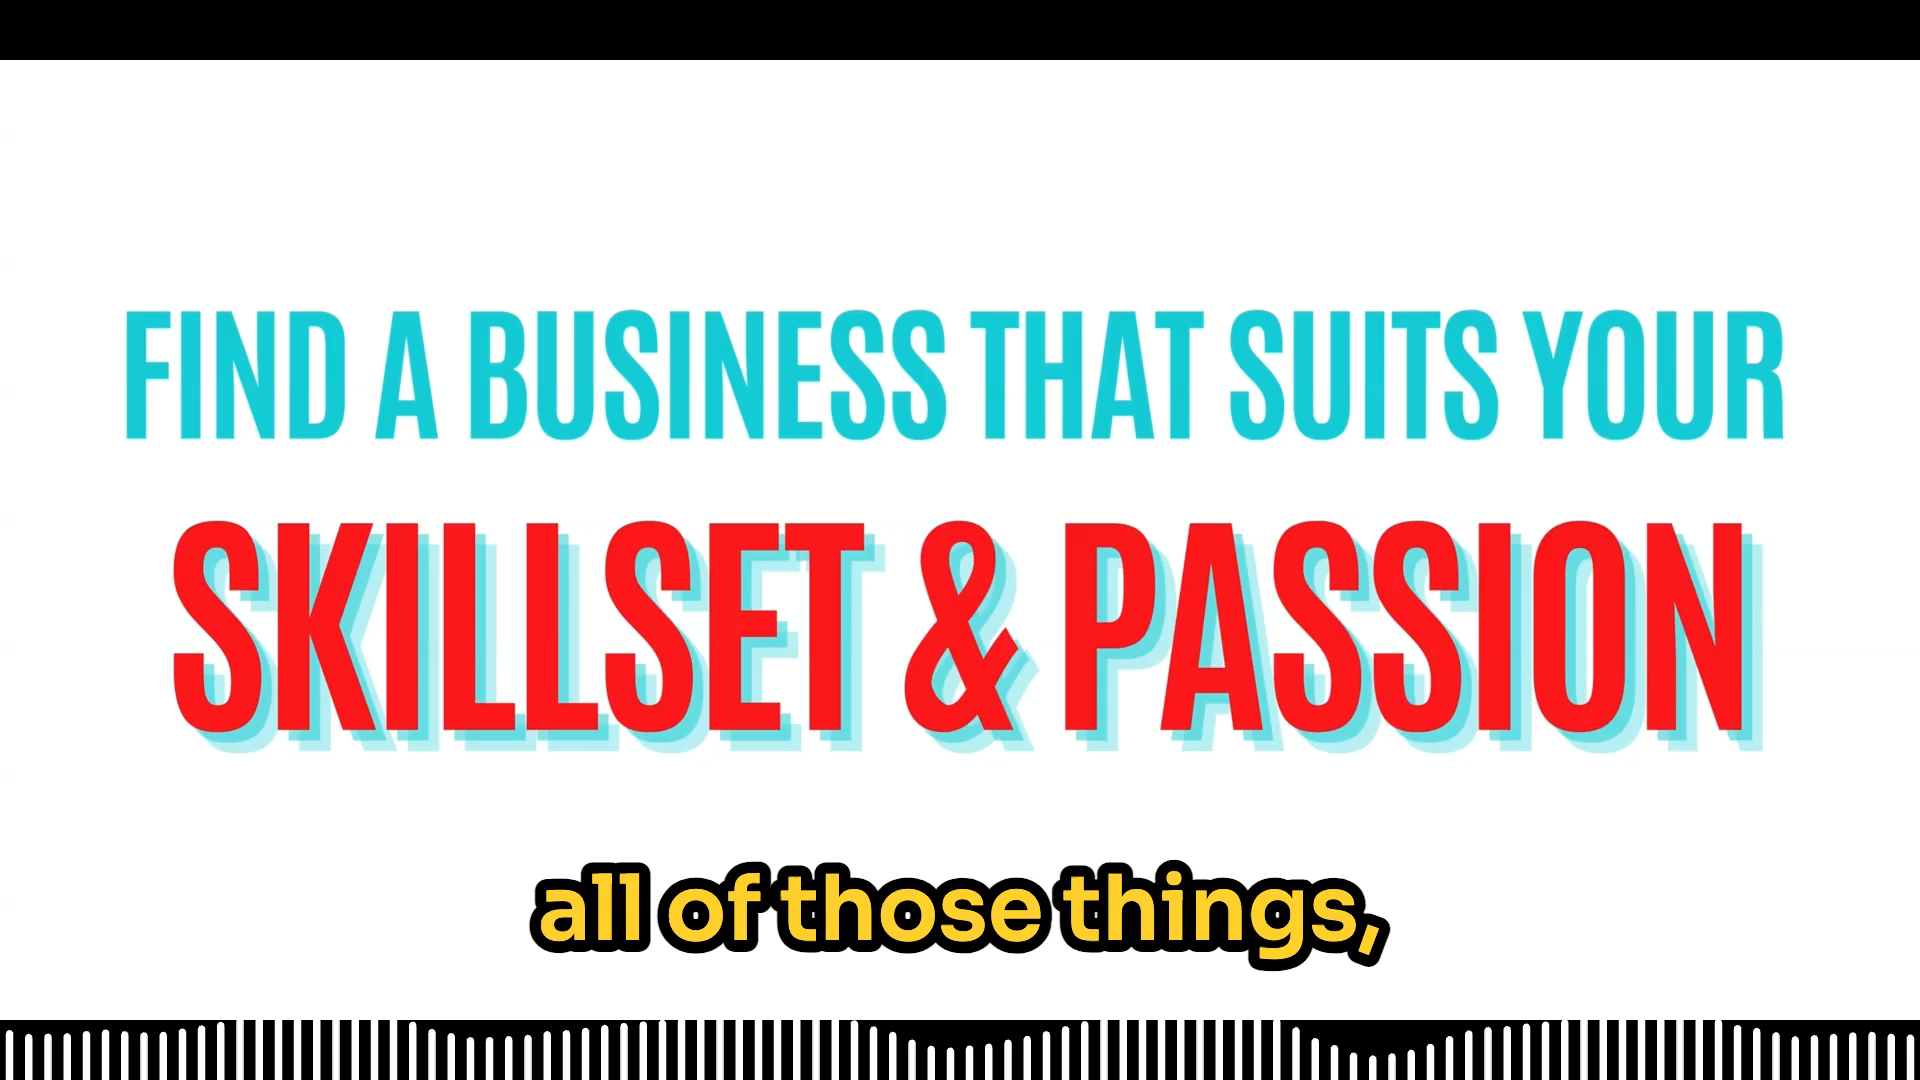 FIND A BUSINESS THAT SUITS YOUR
SKILLSET & PASSION
all of those things,